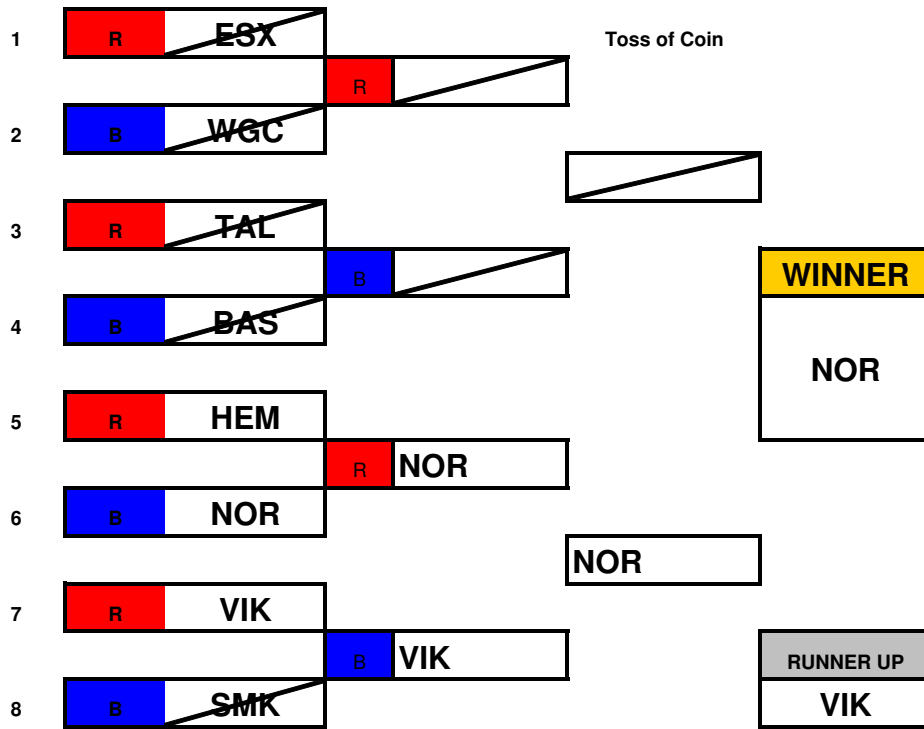 1 R ESX Toss of Coin
R
2 B WGC
3 R TAL
B WINNER
4 B BAS
NOR
5 R HEM
R NOR
6 B NOR
NOR
7 R VIK
B VIK RUNNER UP
8 B SMK VIK